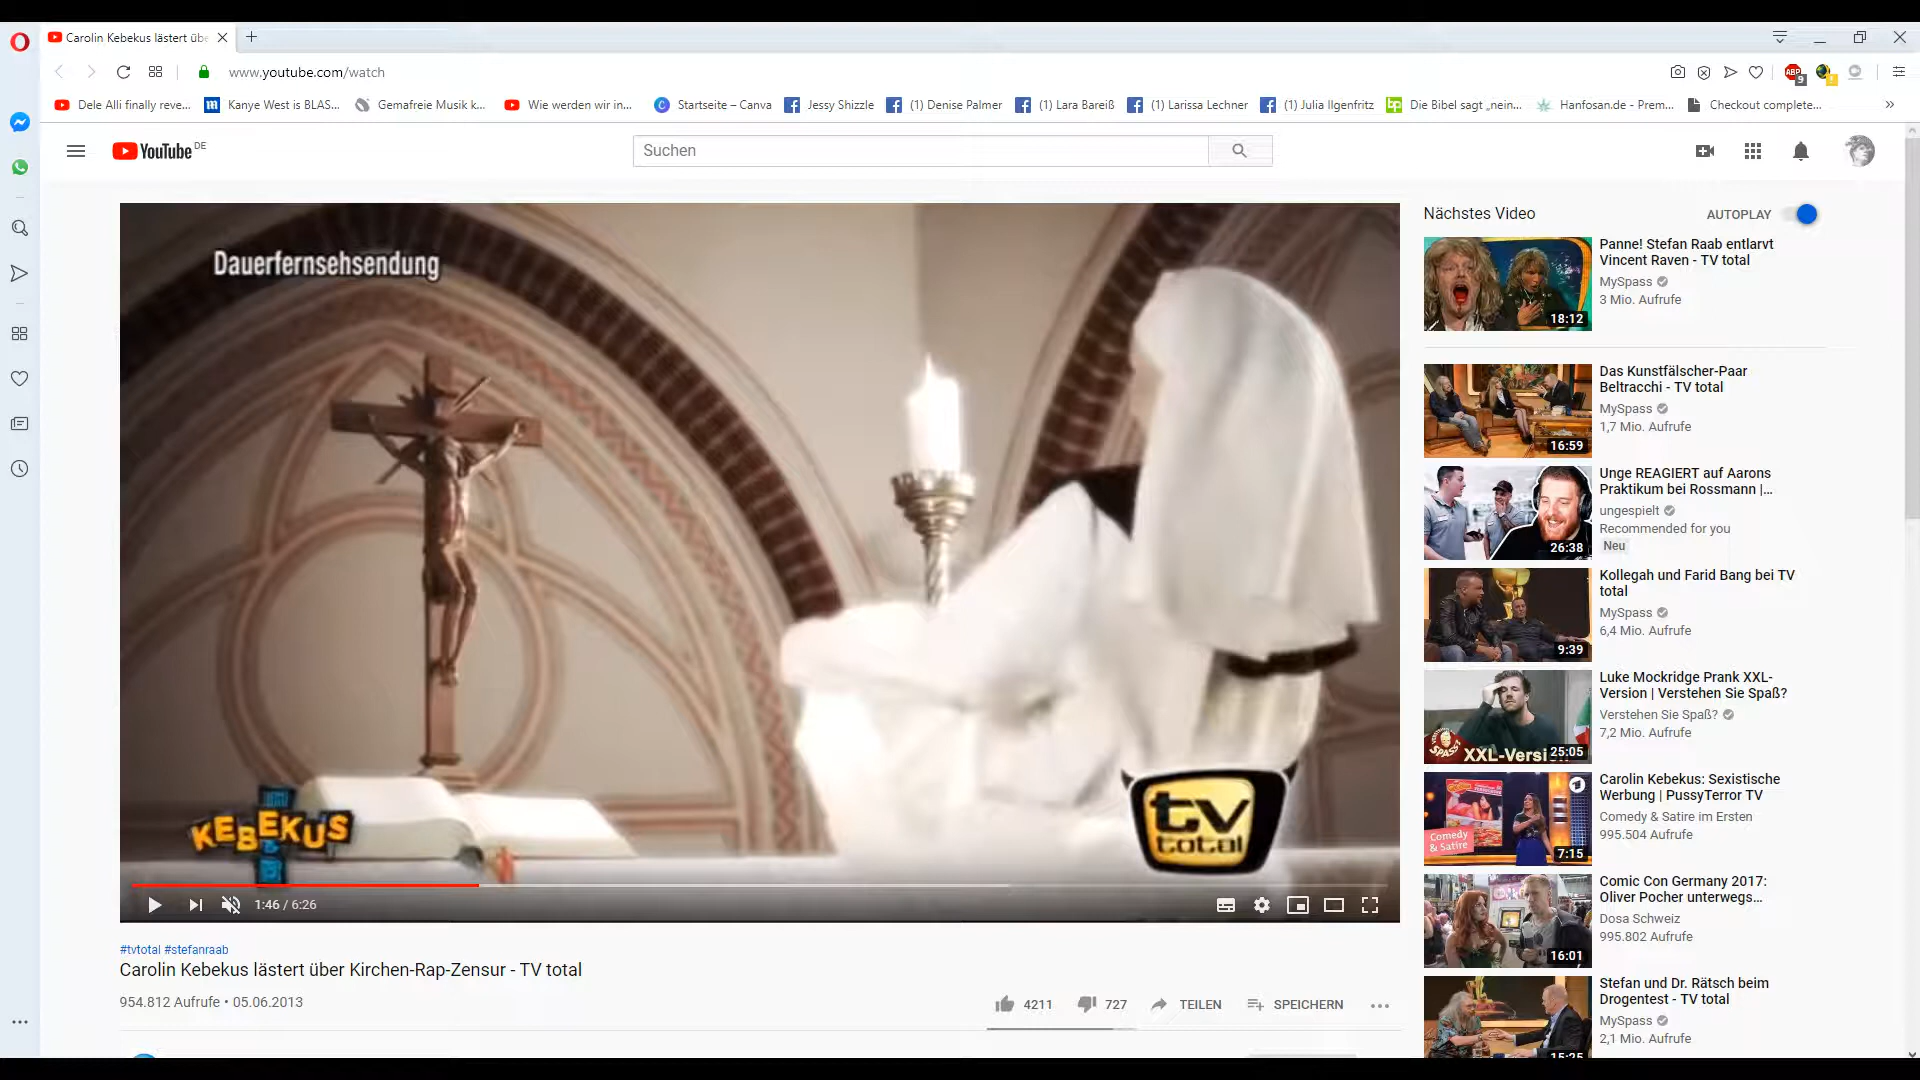 Carolin Kebekus lästert übe
www.youtube.com/watch
ABP
9
Dele Alli finally reve...
Kanye West is BLAS...
Gemafreie Musik k...
Wie werden wir in...
Startseite – Canva
Jessy Shizzle
(1) Denise Palmer
(1) Lara Bareiß
(1) Larissa Lechner
(1) Julia Ilgenfritz
bp
Die Bibel sagt „nein...
Hanfosan.de - Prem...
Checkout complete...
YouTube DE
Suchen
Dauerfernsehsendung
KEBEKUS
tv
total
1:46 / 6:26
#tvtotal #stefanraab
Carolin Kebekus lästert über Kirchen-Rap-Zensur - TV total
954.812 Aufrufe • 05.06.2013
4211
727
TEILEN
SPEICHERN
Nächstes Video
AUTOPLAY
18:12
Panne! Stefan Raab entlarvt
Vincent Raven - TV total
MySpass
3 Mio. Aufrufe
16:59
Das Kunstfälscher-Paar
Beltracchi - TV total
MySpass
1,7 Mio. Aufrufe
26:38
Unge REAGIERT auf Aarons
Praktikum bei Rossmann |...
ungespielt
Recommended for you
Neu
9:39
Kollegah und Farid Bang bei TV
total
MySpass
6,4 Mio. Aufrufe
XXL-Versi
25:05
Luke Mockridge Prank XXL-
Version | Verstehen Sie Spaß?
Verstehen Sie Spaß?
7,2 Mio. Aufrufe
Comedy
& Satire
7:15
Carolin Kebekus: Sexistische
Werbung | PussyTerror TV
Comedy & Satire im Ersten
995.504 Aufrufe
16:01
Comic Con Germany 2017:
Oliver Pocher unterwegs...
Dosa Schweiz
995.802 Aufrufe
15:25
Stefan und Dr. Rätsch beim
Drogentest - TV total
MySpass
2,1 Mio. Aufrufe